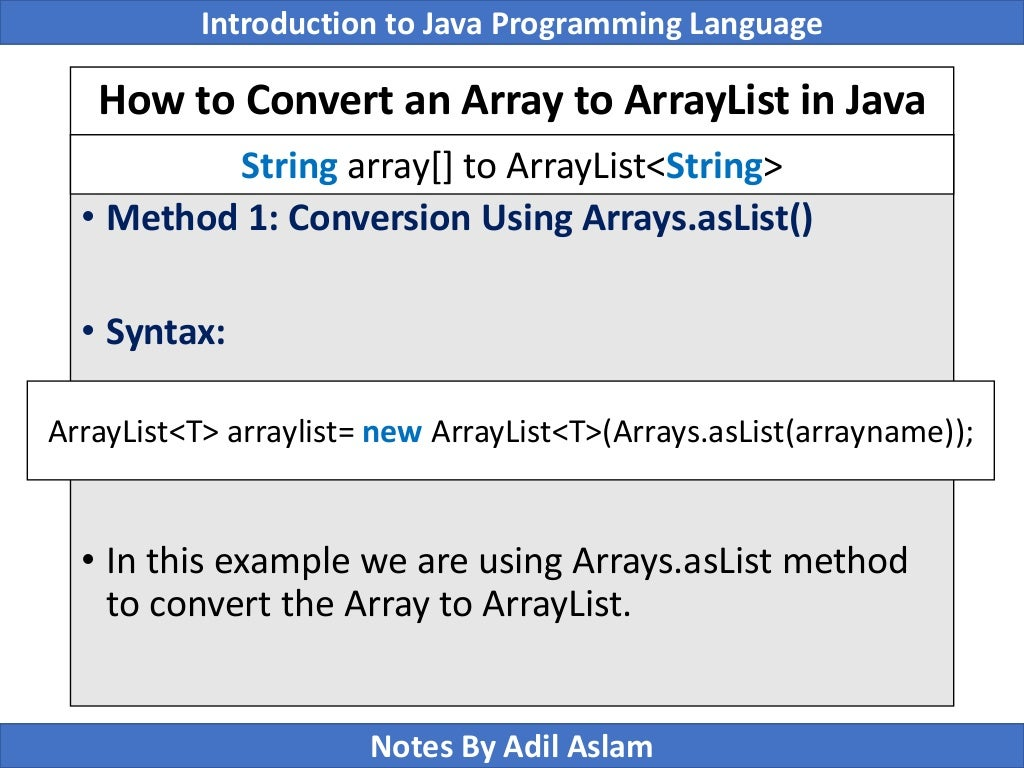 Introduction to Java Programming Language
How to Convert an Array to ArrayList in Java
String array[] to ArrayList<String>
• Method 1: Conversion Using Arrays.asList()
• Syntax:
ArrayList<T> arraylist= new ArrayList<T>(Arrays.asList(arrayname));
• In this example we are using Arrays.asList method
to convert the Array to ArrayList.
Notes By Adil Aslam